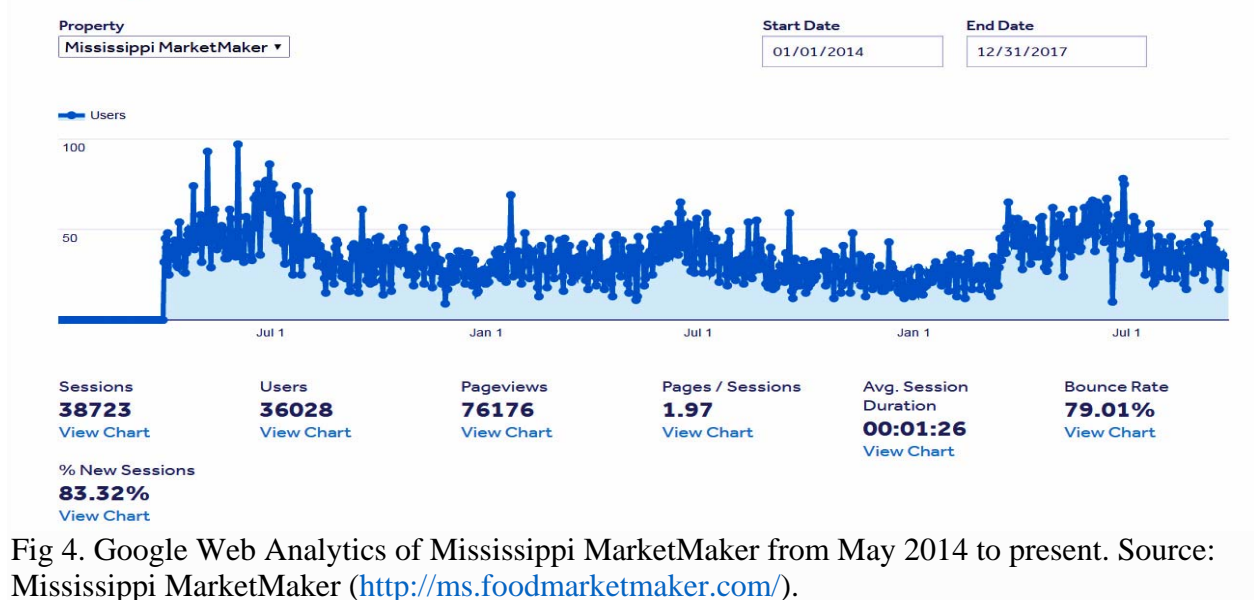 Property
Mississippi MarketMaker ▾
Start Date
01/01/2014
End Date
12/31/2017
Users
100
50
Jul 1
Jan 1
Jul 1
Jan 1
Jul 1
Sessions
38723
View Chart
Users
36028
View Chart
Pageviews
76176
View Chart
Pages / Sessions
1.97
View Chart
Avg. Session
Duration
00:01:26
View Chart
Bounce Rate
79.01%
View Chart
% New Sessions
83.32%
View Chart
Fig 4. Google Web Analytics of Mississippi MarketMaker from May 2014 to present. Source:
Mississippi MarketMaker (http://ms.foodmarketmaker.com/).